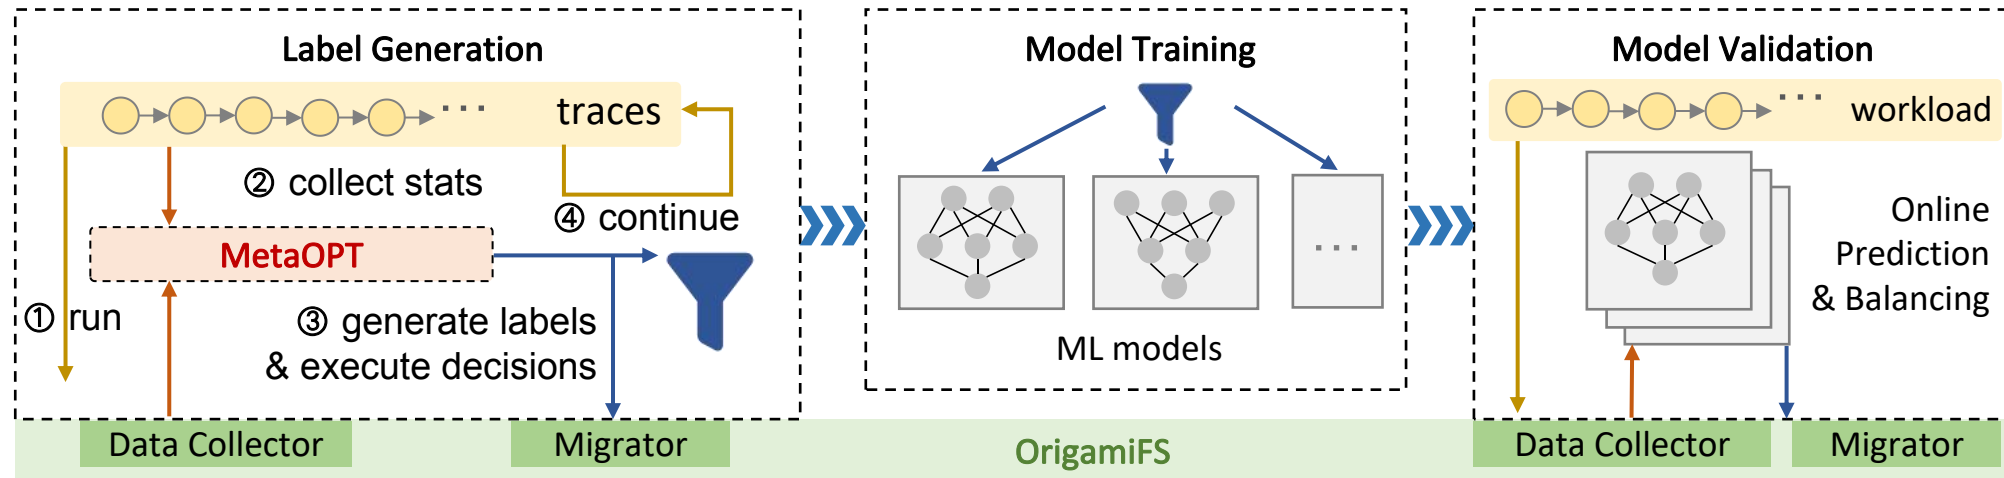 Label Generation
traces
② collect stats
④ continue
MetaOPT
① run
③ generate labels
& execute decisions
Data Collector
Migrator
Model Training
...
ML models
OrigamiFS
Model Validation
workload
Online
Prediction
& Balancing
Data Collector
Migrator